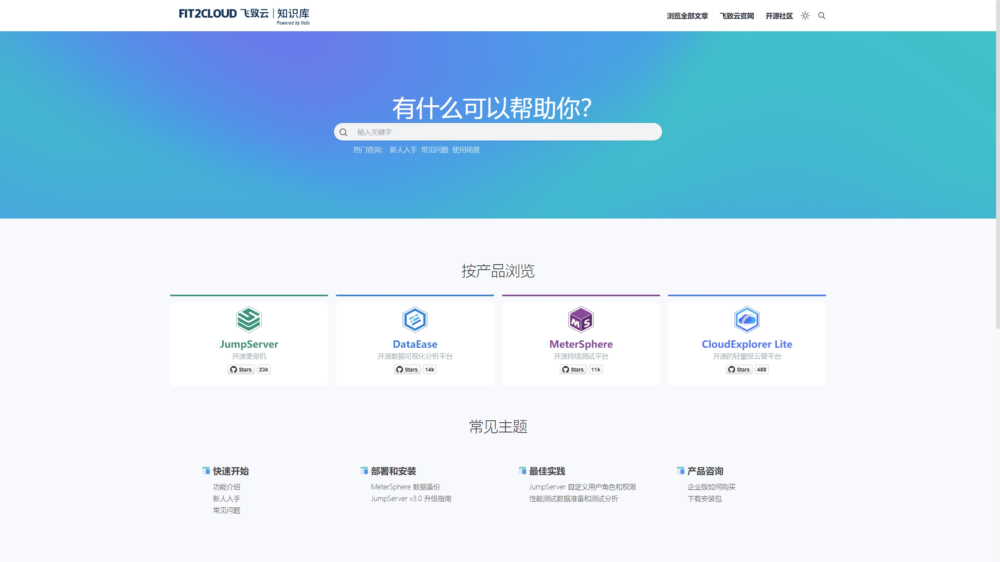 FIT2CLOUD 飞致云 | 知识库
Powered by Halo
浏览全部文章 飞致云官网 开源社区
有什么可以帮助你?
输入关键字
热门查询： 新人入手 常见问题 使用场景
按产品浏览
JumpServer
开源堡垒机
Stars 23k
DataEase
开源数据可视化分析平台
Stars 14k
MeterSphere
开源持续测试平台
Stars 11k
CloudExplorer Lite
开源的轻量级云管平台
Stars 488
常见主题
快速开始
功能介绍
新人入手
常见问题
部署和安装
MeterSphere 数据备份
JumpServer v3.0 升级指南
最佳实践
JumpServer 自定义用户角色和权限
性能测试数据准备和测试分析
产品咨询
企业版如何购买
下载安装包